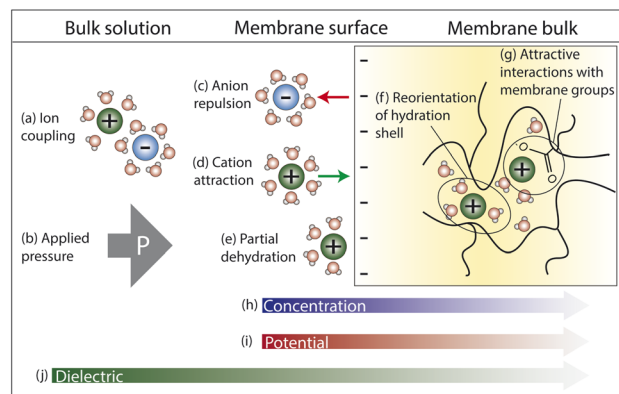 Bulk solution
Membrane surface
Membrane bulk
(a) Ion
coupling
+
-
(b) Applied
pressure
P
(c) Anion
repulsion
-
(d) Cation
attraction
+
(e) Partial
dehydration
+
-
-
-
-
-
-
-
(f) Reorientation
of hydration
shell
+
(g) Attractive
interactions with
membrane groups
O
O
+
(h) Concentration
(i) Potential
(j) Dielectric